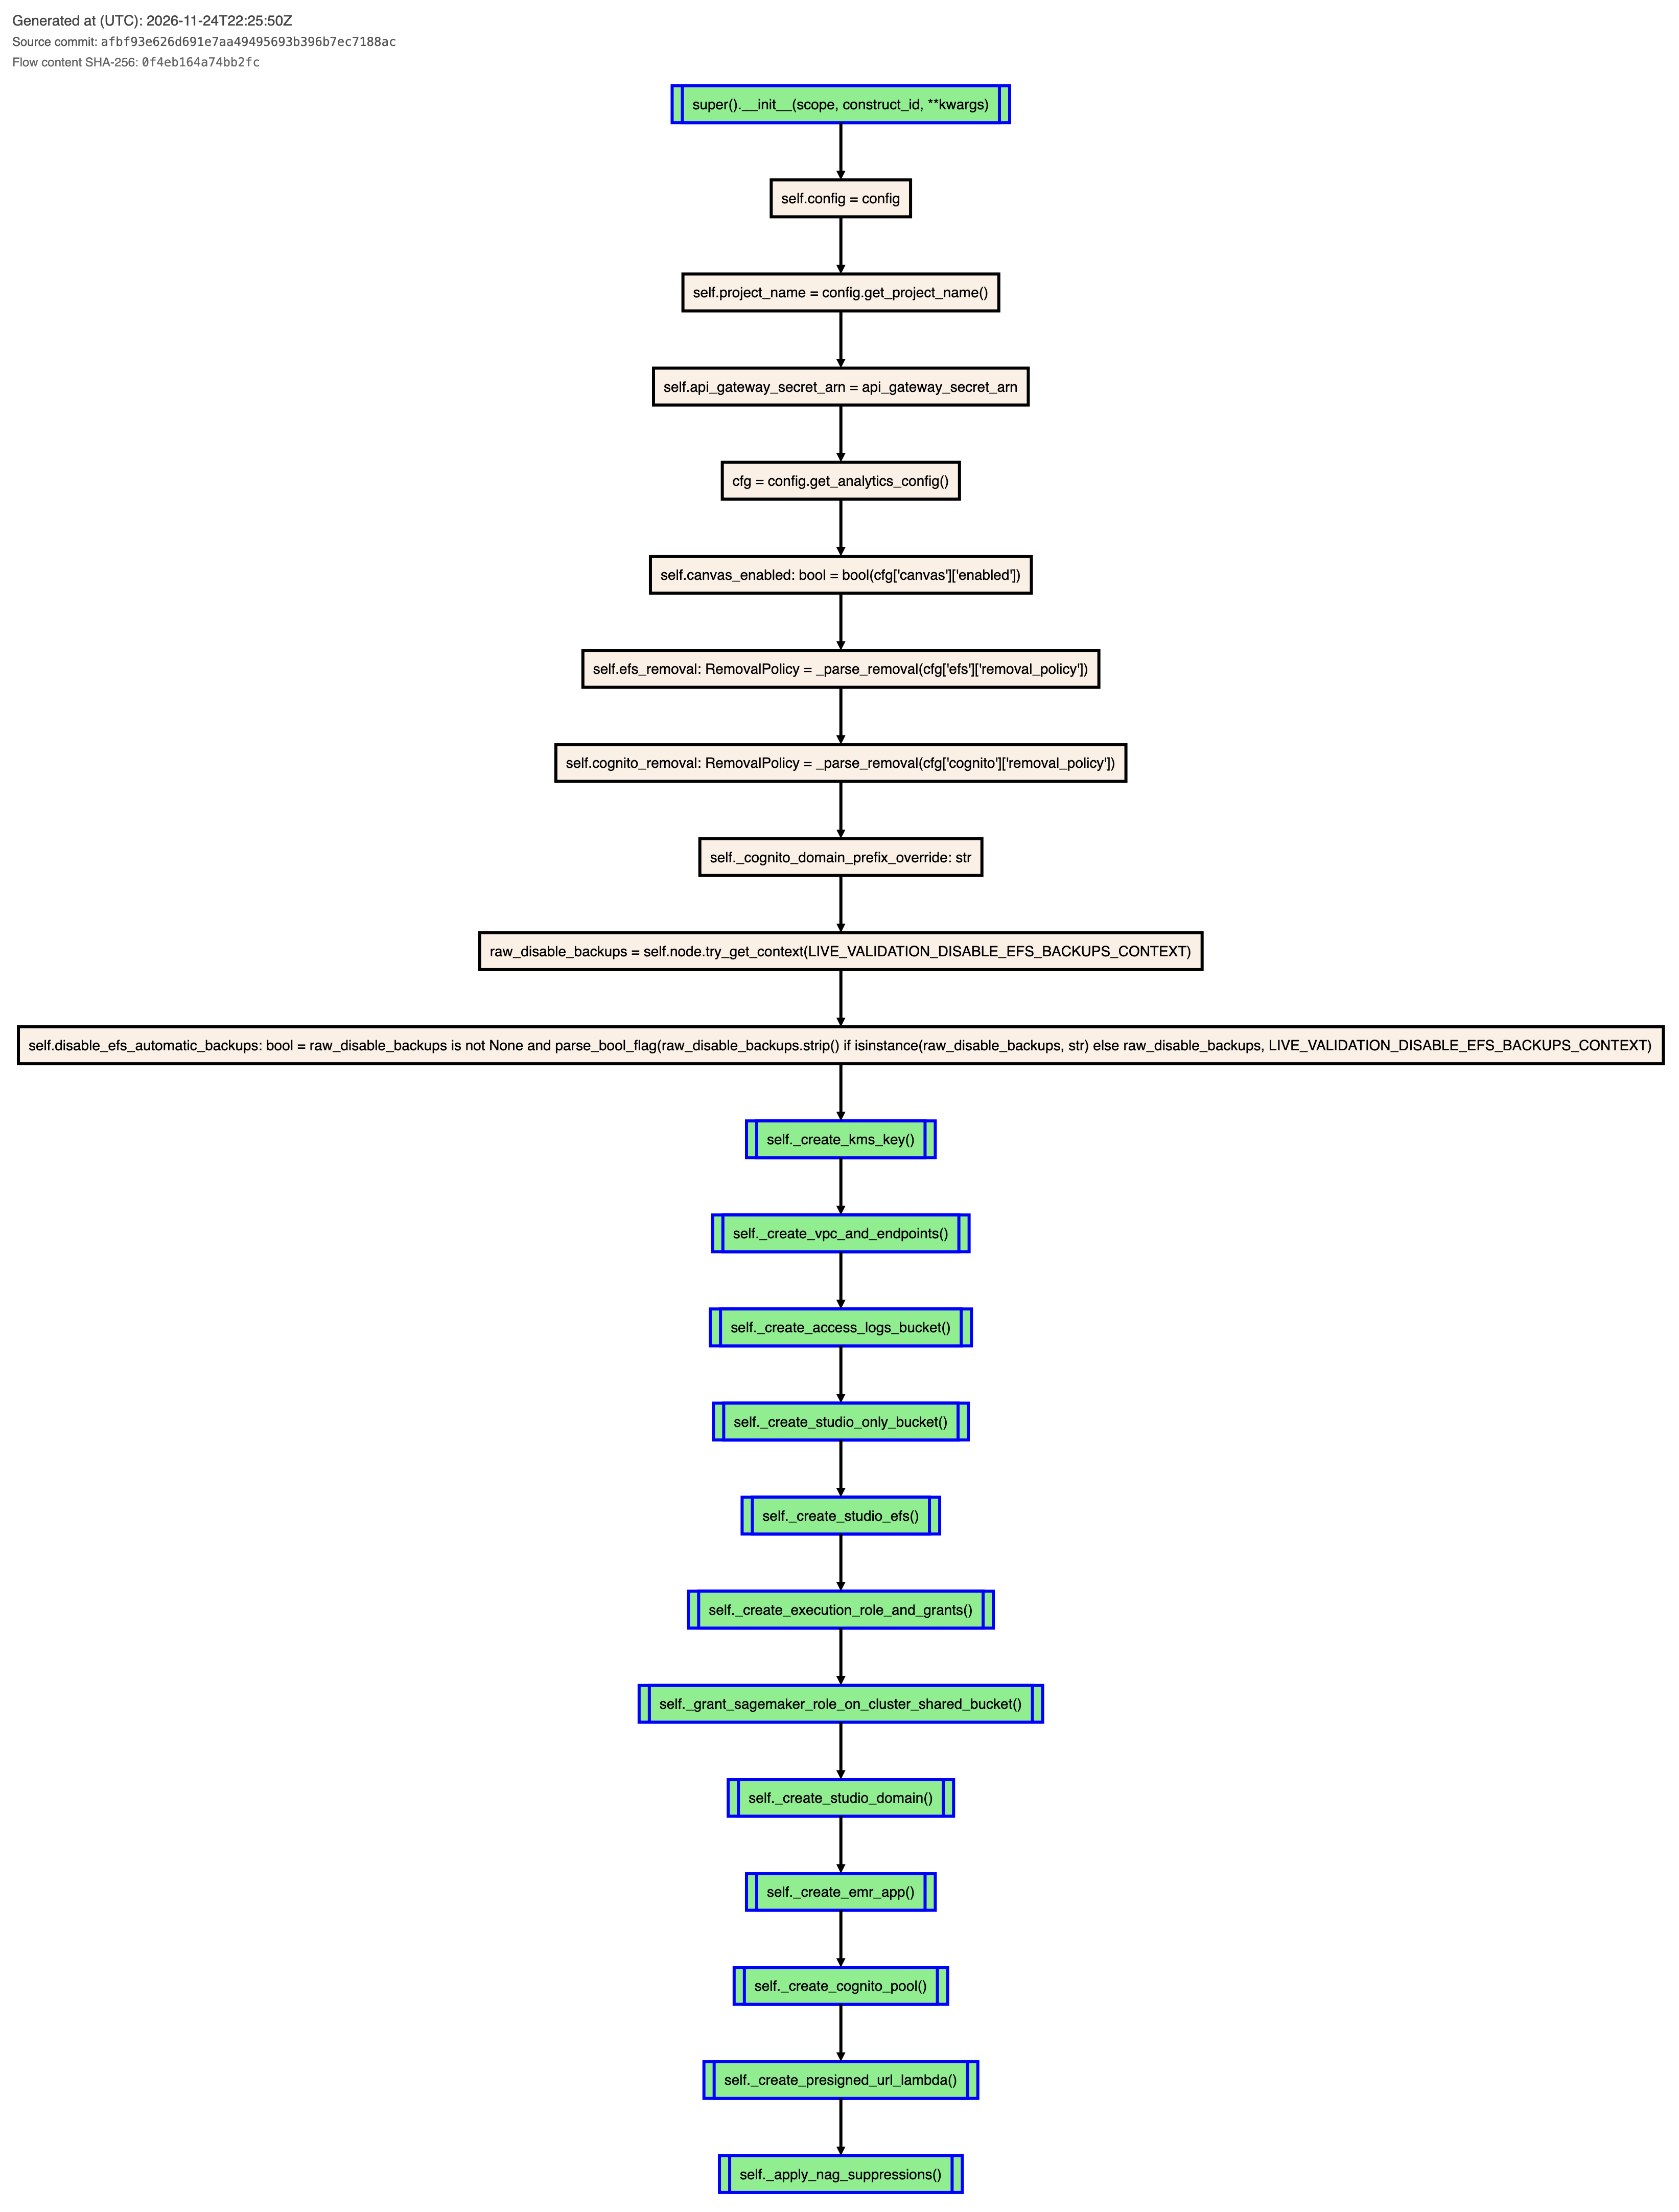 Generated at (UTC): 2026-11-24T22:25:50Z
Source commit: afbf93e626d691e7aa49495693b396b7ec7188ac
Flow content SHA-256: 0f4eb164a74bb2fc
super().__init__(scope, construct_id, **kwargs)
self.config = config
self.project_name = config.get_project_name()
self.api_gateway_secret_arn = api_gateway_secret_arn
cfg = config.get_analytics_config()
self.canvas_enabled: bool = bool(cfg['canvas']['enabled'])
self.efs_removal: RemovalPolicy = _parse_removal(cfg['efs']['removal_policy'])
self.cognito_removal: RemovalPolicy = _parse_removal(cfg['cognito']['removal_policy'])
self._cognito_domain_prefix_override: str
raw_disable_backups = self.node.try_get_context(LIVE_VALIDATION_DISABLE_EFS_BACKUPS_CONTEXT)
self.disable_efs_automatic_backups: bool = raw_disable_backups is not None and parse_bool_flag(raw_disable_backups.strip() if isinstance(raw_disable_backups, str) else raw_disable_backups, LIVE_VALIDATION_DISABLE_EFS_BACKUPS_CONTEXT)
self._create_kms_key()
self._create_vpc_and_endpoints()
self._create_access_logs_bucket()
self._create_studio_only_bucket()
self._create_studio_efs()
self._create_execution_role_and_grants()
self._grant_sagemaker_role_on_cluster_shared_bucket()
self._create_studio_domain()
self._create_emr_app()
self._create_cognito_pool()
self._create_presigned_url_lambda()
self._apply_nag_suppressions()